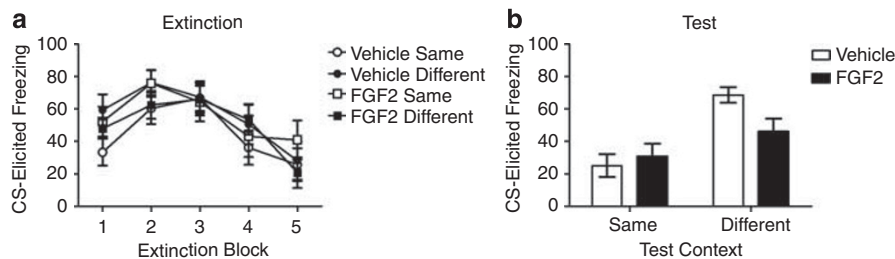 a
Extinction
CS-Elicited Freezing
100
80
60
40
20
0
1 2 3 4 5
Extinction Block
Vehicle Same
Vehicle Different
FGF2 Same
FGF2 Different
b
Test
CS-Elicited Freezing
100
80
60
40
20
0
Same Different
Test Context
Vehicle
FGF2